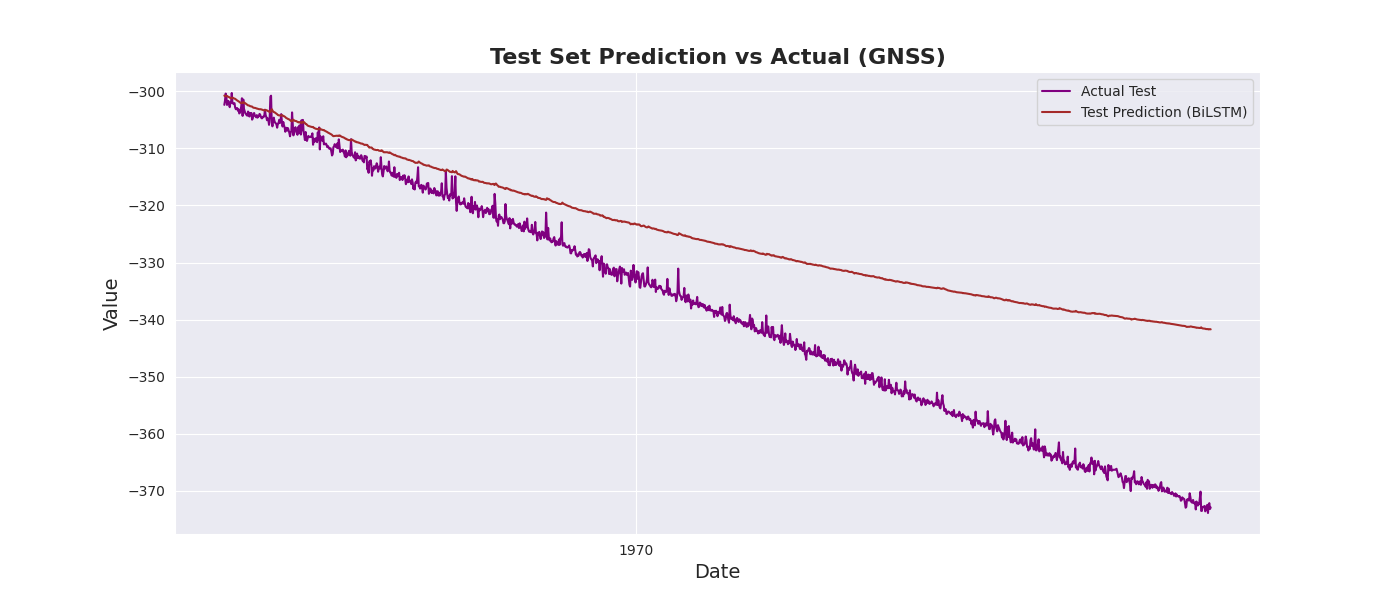 Test Set Prediction vs Actual (GNSS)
Actual Test
Test Prediction (BiLSTM)
−300
−310
−320
−330
−340
−350
−360
−370
Value
1970
Date